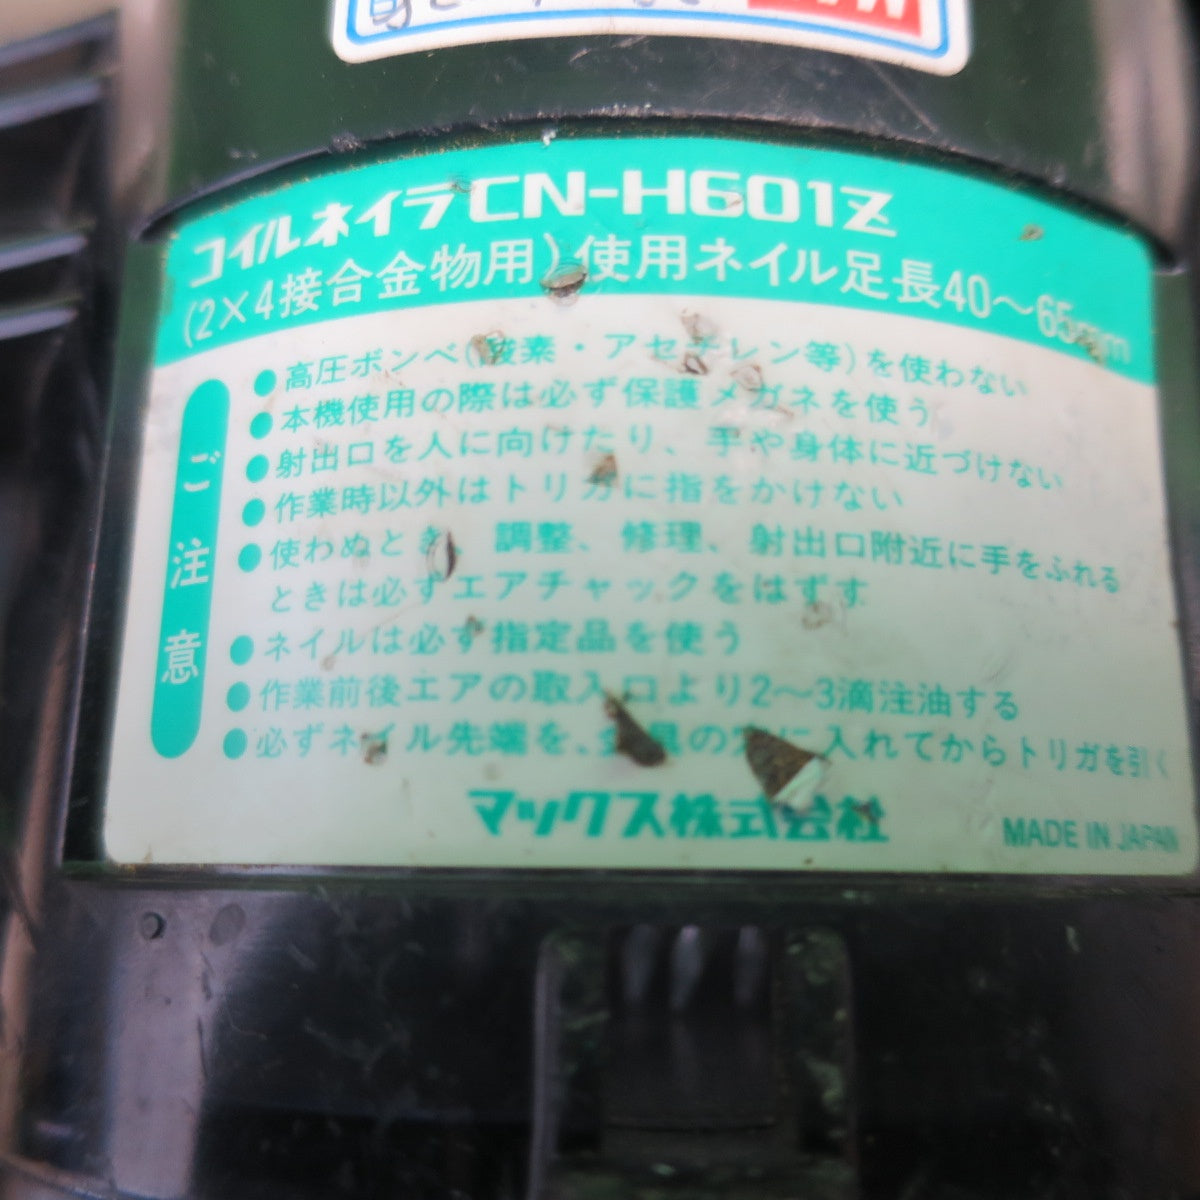 コイルネイラCN-H601Z
(2×4接合金物用)使用ネイル足長40～65mm
ご注意
●高圧ボンベ(酸素・アセチレン等)を使わない
●本機使用の際は必ず保護メガネを使う
●射出口を人に向けたり、手や身体に近づけない
●作業時以外はトリガに指をかけない
●使わぬとき、調整、修理、射出口附近に手をふれる
ときは必ずエアチャックをはずす
●ネイルは必ず指定品を使う
●作業前後エアの取入口より2～3滴注油する
●必ずネイル先端を、金具の穴に入れてからトリガを引く
マックス株式会社
MADE IN JAPAN